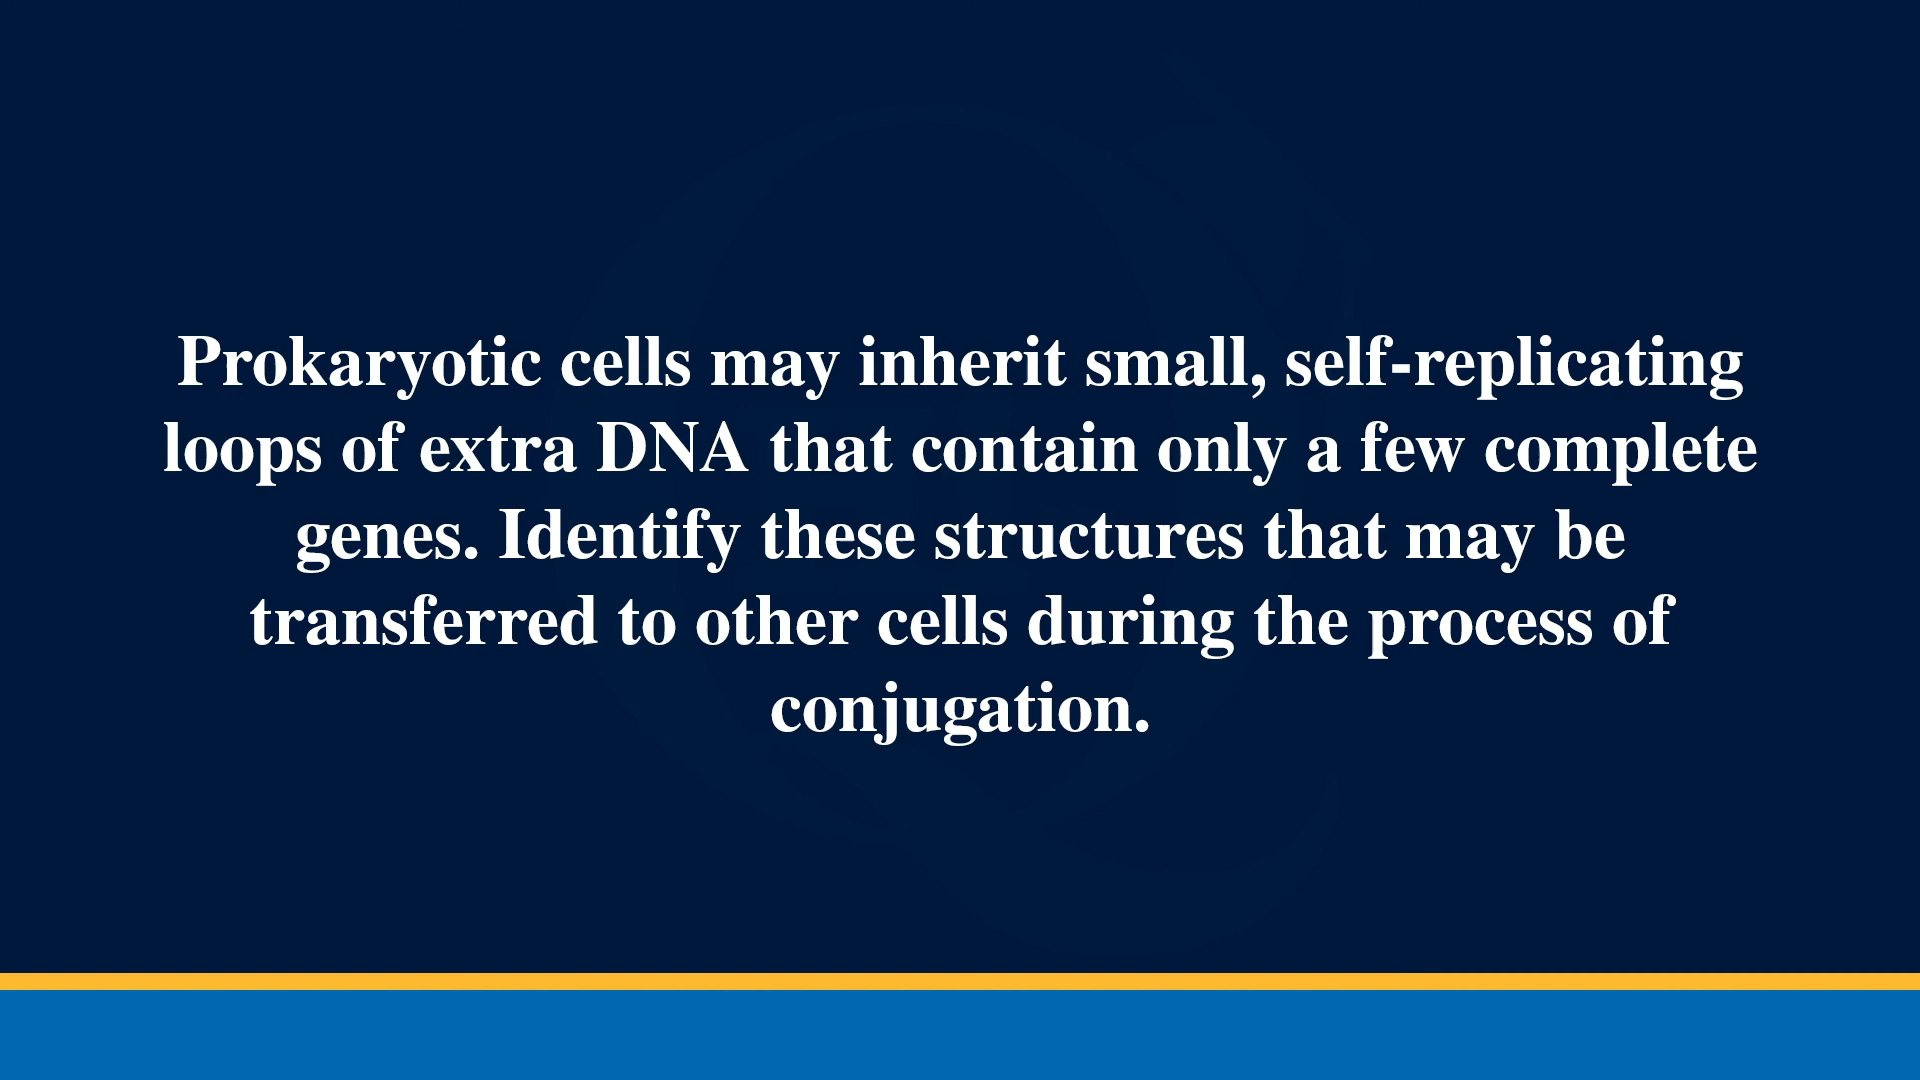 Prokaryotic cells may inherit small, self-replicating
loops of extra DNA that contain only a few complete
genes. Identify these structures that may be
transferred to other cells during the process of
conjugation.